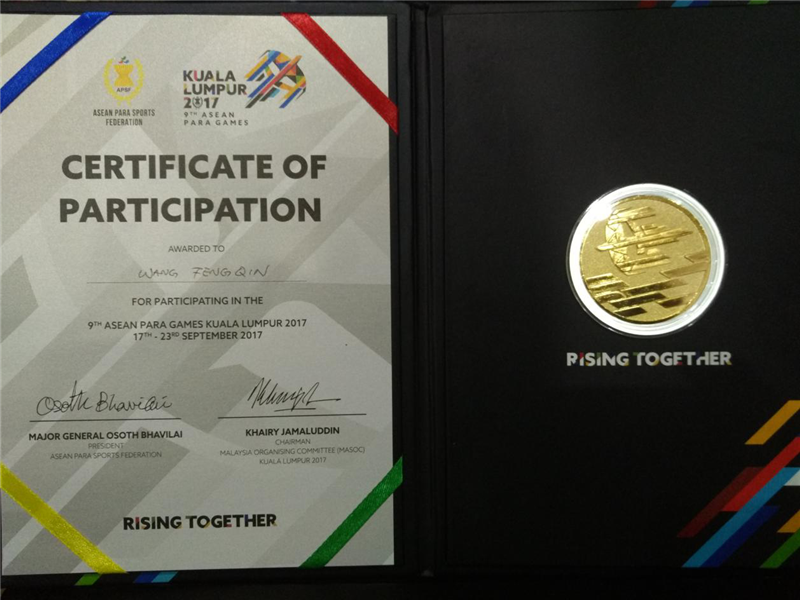 APSF
ASEAN PARA SPORTS
FEDERATION
KUALA
LUMPUR
2017
9TH ASEAN
PARA GAMES
CERTIFICATE OF
PARTICIPATION
AWARDED TO
WANG FENGQIN
FOR PARTICIPATING IN THE
9TH ASEAN PARA GAMES KUALA LUMPUR 2017
17TH - 23RD SEPTEMBER 2017
Osoth Bhavilai
MAJOR GENERAL OSOTH BHAVILAI
PRESIDENT
ASEAN PARA SPORTS FEDERATION
KHAIRY JAMALUDDIN
CHAIRMAN
MALAYSIA ORGANISING COMMITTEE (MASOC)
KUALA LUMPUR 2017
RISING TOGETHER
RISING TOGETHER